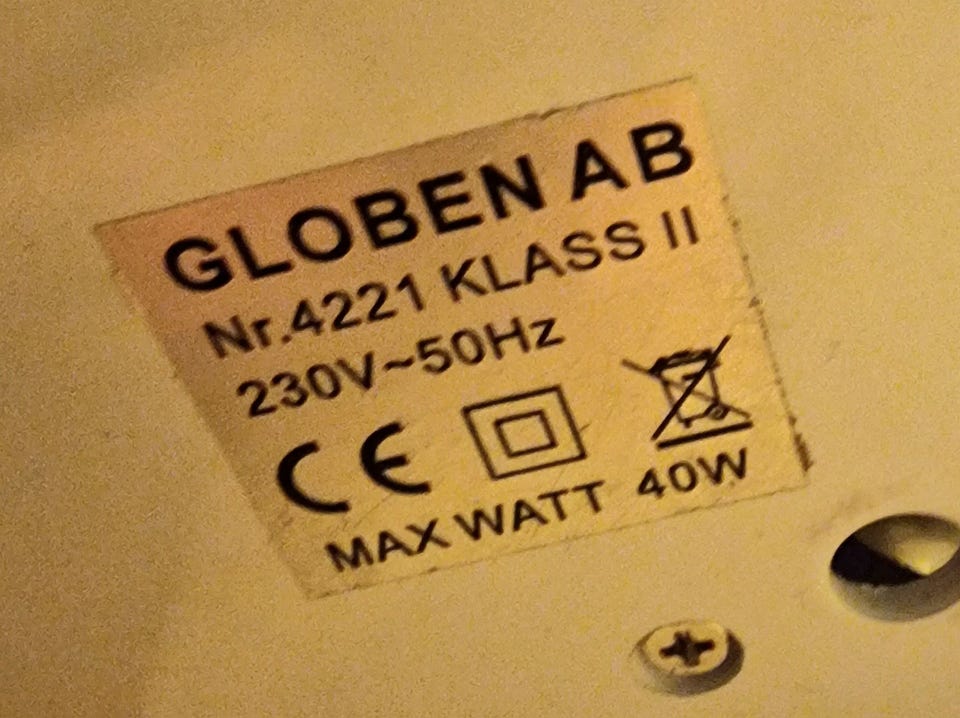 GLOBEN AB
Nr.4221 KLASS II
230V~50Hz
CE
MAX WATT 40W